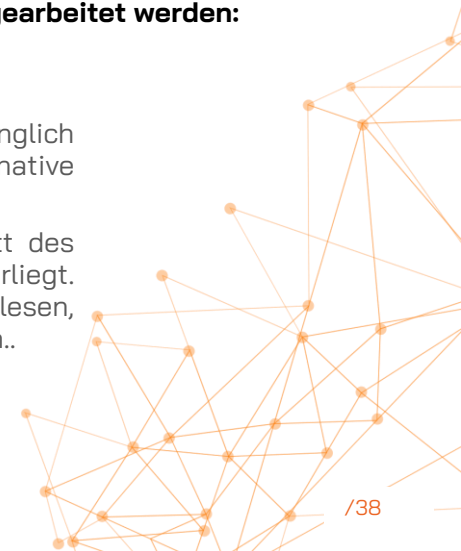 gearbeitet werden:
nglich
native
tt des
rliegt.
lesen,
n..
/38